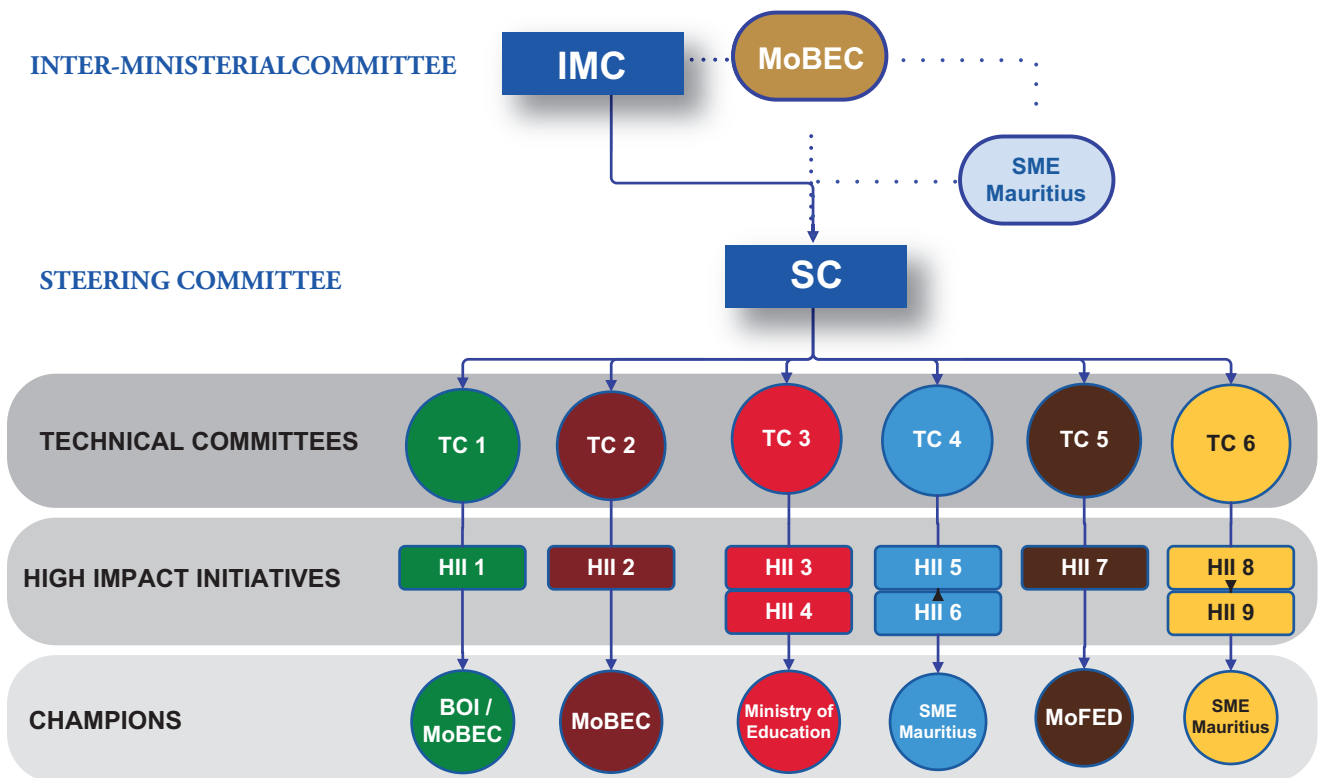 INTER-MINISTERIALCOMMITTEE
IMC
MoBEC
SME
Mauritius
STEERING COMMITTEE
SC
TECHNICAL COMMITTEES
TC 1
TC 2
TC 3
TC 4
TC 5
TC 6
HIGH IMPACT INITIATIVES
HII 1
HII 2
HII 3
HII 4
HII 5
HII 6
HII 7
HII 8
HII 9
CHAMPIONS
BOI /
MoBEC
MoBEC
Ministry of
Education
SME
Mauritius
MoFED
SME
Mauritius